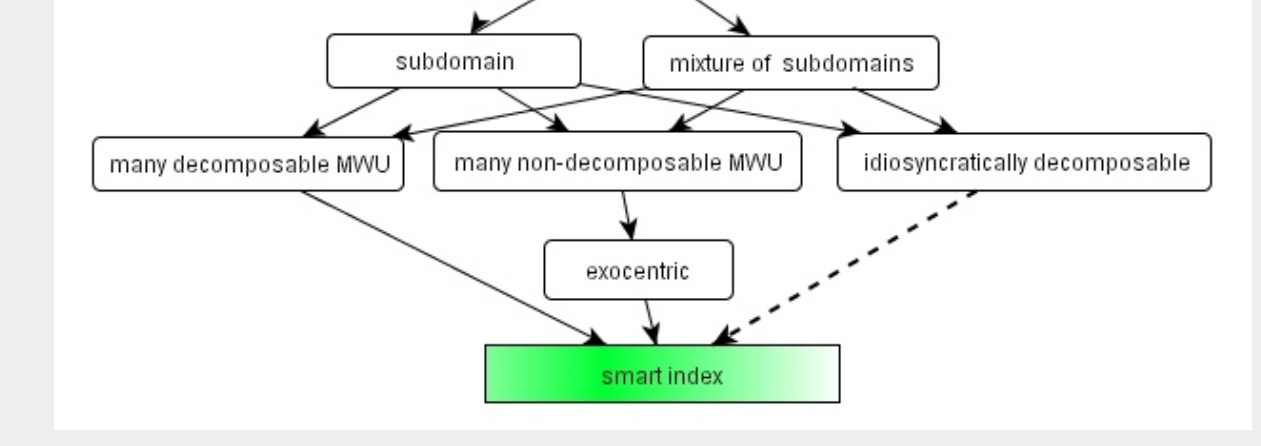 subdomain
mixture of subdomains
many decomposable MWU
many non-decomposable MWU
idiosyncratically decomposable
exocentric
smart index